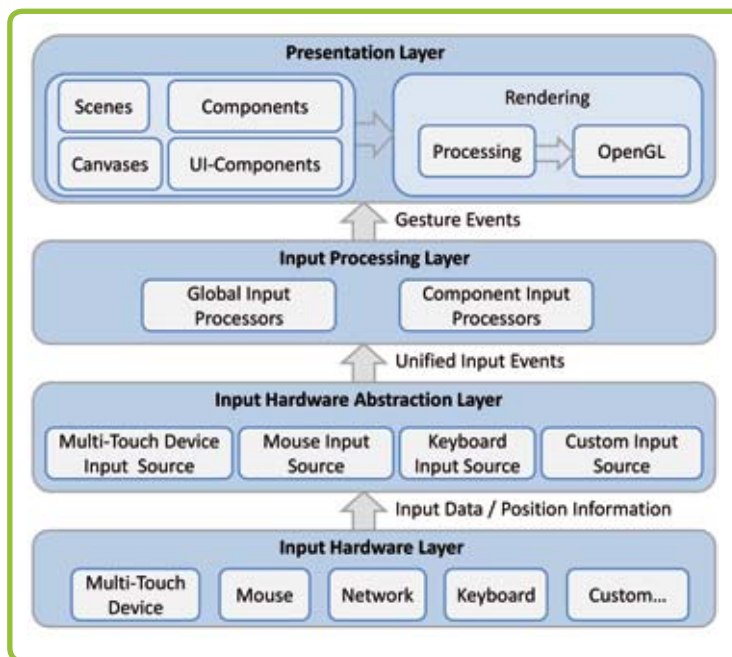 Presentation Layer
Scenes
Components
Canvases
UI-Components
Rendering
Processing
OpenGL
Gesture Events
Input Processing Layer
Global Input
Processors
Component Input
Processors
Unified Input Events
Input Hardware Abstraction Layer
Multi-Touch Device
Input Source
Mouse Input
Source
Keyboard
Input Source
Custom Input
Source
Input Data / Position Information
Input Hardware Layer
Multi-Touch
Device
Mouse
Network
Keyboard
Custom...